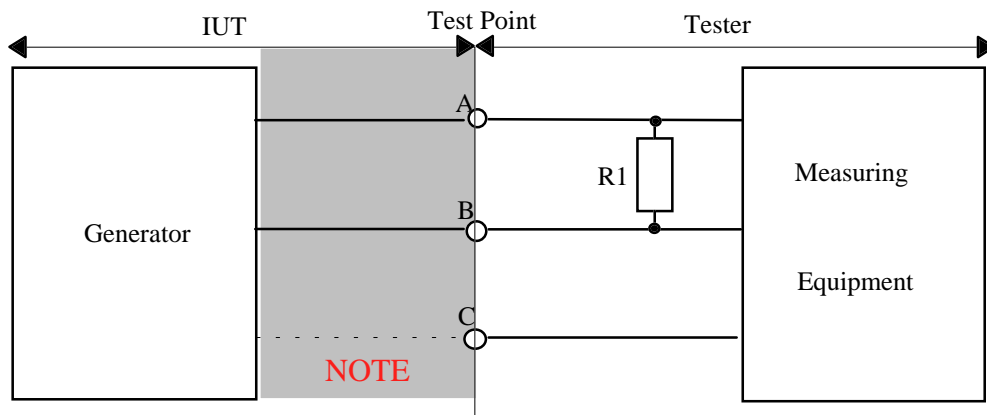 IUT
Test Point
Tester
A
R1
Measuring
B
Generator
Equipment
C
NOTE